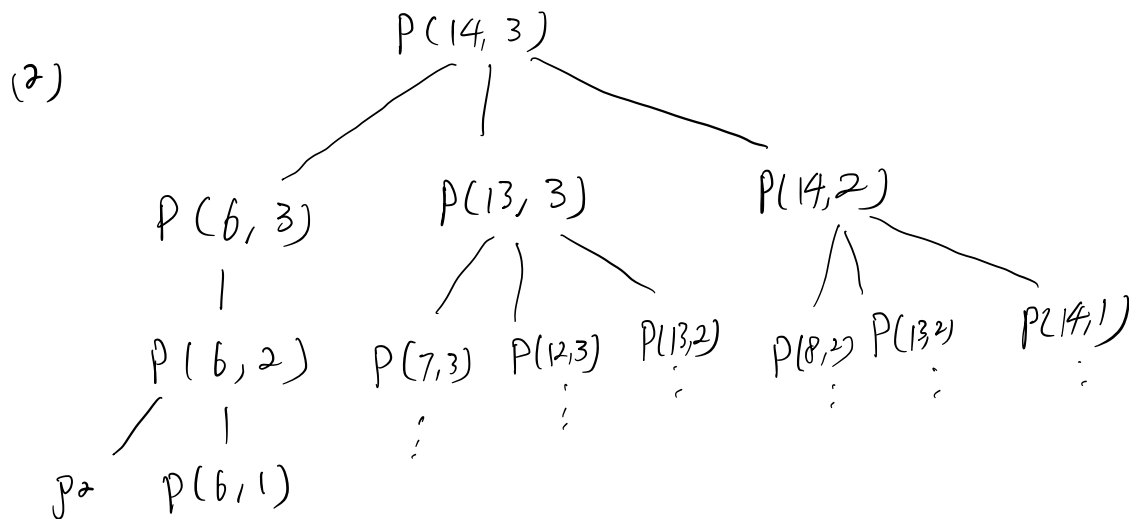 P(14, 3)
(2)
P(6, 3) P(13, 3) P(14,2)
P(6,2) P(7,3) P(12,3) P(13,2) P(8,2) P(13,2) P(14,1)
p2 p(6,1)